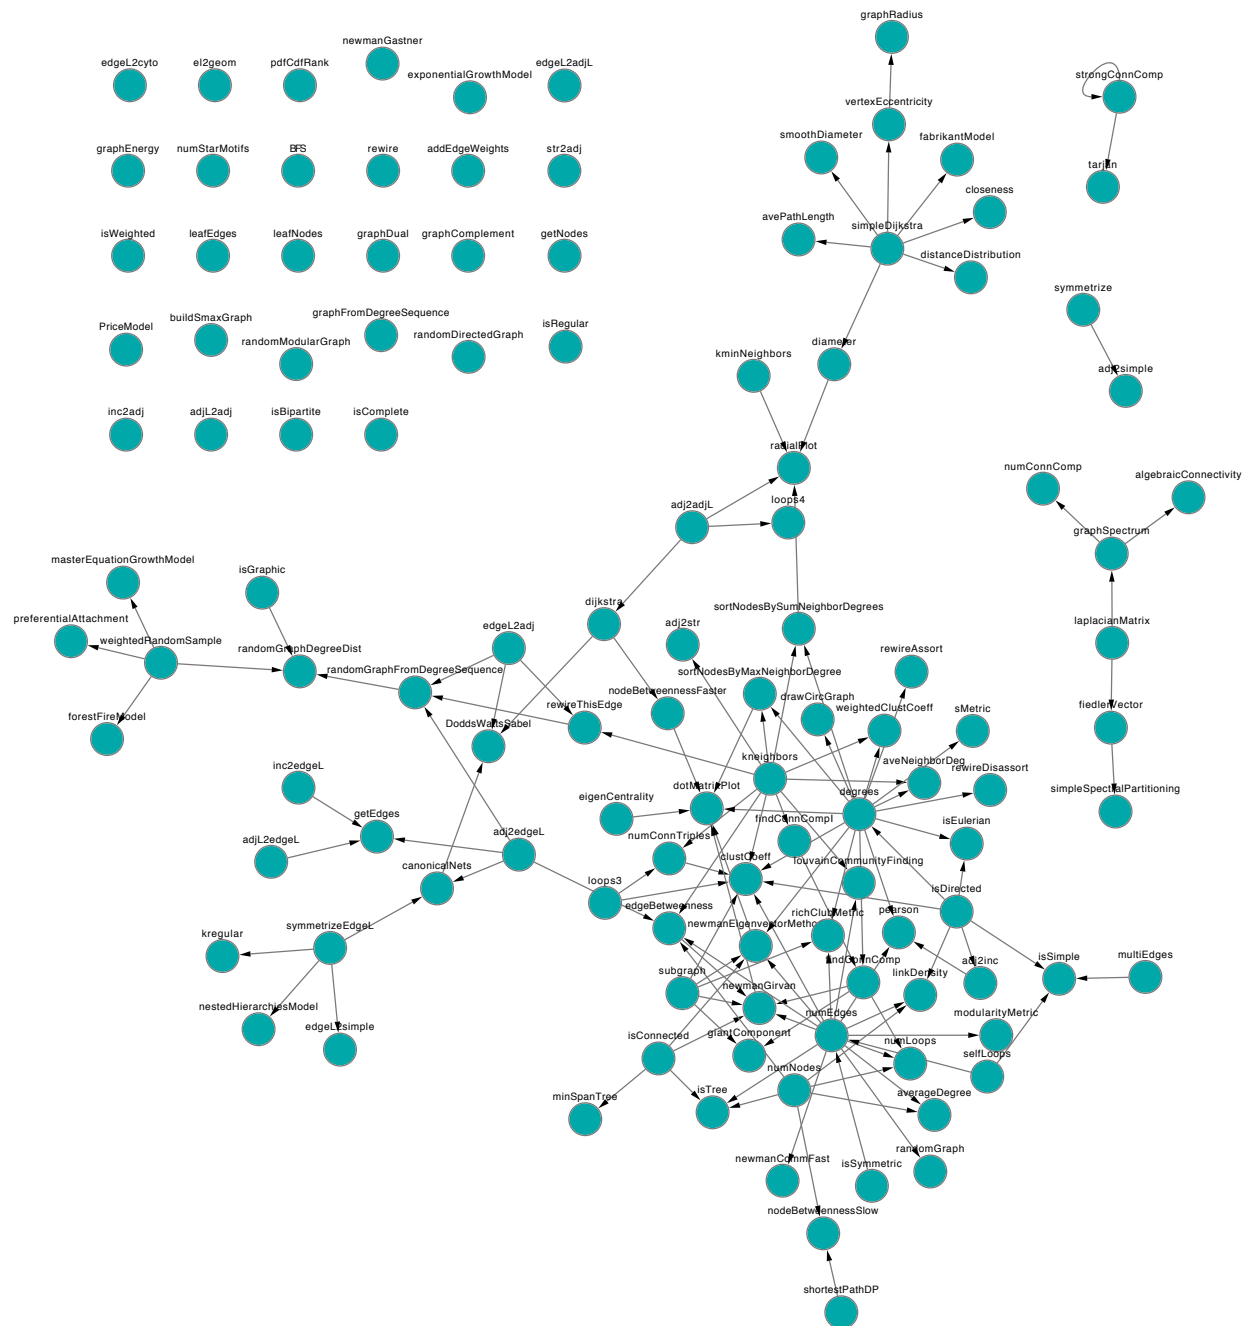 graphRadius
newmanGastner
edgeL2cyto
el2geom
pdfCdfRank
exponentialGrowthModel
edgeL2adjL
strongConnComp
vertexEccentricity
smoothDiameter
fabrikantModel
graphEnergy
numStarMotifs
BFS
rewire
addEdgeWeights
str2adj
tarjan
closeness
avePathLength
simpleDijkstra
isWeighted
leafEdges
leafNodes
graphDual
graphComplement
getNodes
distanceDistribution
symmetrize
PriceModel
buildSmaxGraph
graphFromDegreeSequence
randomModularGraph
randomDirectedGraph
isRegular
kminNeighbors
diameter
adj2simple
inc2adj
adjL2adj
isBipartite
isComplete
radialPlot
numConnComp
algebraicConnectivity
adj2adjL
loops4
graphSpectrum
masterEquationGrowthModel
isGraphic
dijkstra
sortNodesBySumNeighborDegrees
preferentialAttachment
weightedRandomSample
edgeL2adj
adj2str
laplacianMatrix
randomGraphDegreeDist
randomGraphFromDegreeSequence
sortNodesByMaxNeighborDegree
rewireAssort
nodeBetweennessFaster
drawCircGraph
weightedClustCoeff
sMetric
forestFireModel
DoddsWattsSabel
rewireThisEdge
fiedlerVector
kneighbors
aveNeighborDeg
rewireDisassort
inc2edgeL
dotMatrixPlot
degrees
simpleSpectralPartitioning
eigenCentrality
getEdges
numConnTriples
findConnCompI
isEulerian
adjL2edgeL
adj2edgeL
canonicalNets
clustCoeff
louvainCommunityFinding
loops3
isDirected
edgeBetweenness
newmanEigenvectorMethod
richClubMetric
pearson
kregular
symmetrizeEdgeL
subgraph
findConnComp
linkDensity
adj2inc
isSimple
multiEdges
nestedHierarchiesModel
edgeL2simple
newmanGirvan
numEdges
modularityMetric
isConnected
giantComponent
numLoops
selfLoops
numNodes
minSpanTree
isTree
averageDegree
newmanCommFast
isSymmetric
randomGraph
nodeBetweennessSlow
shortestPathDP